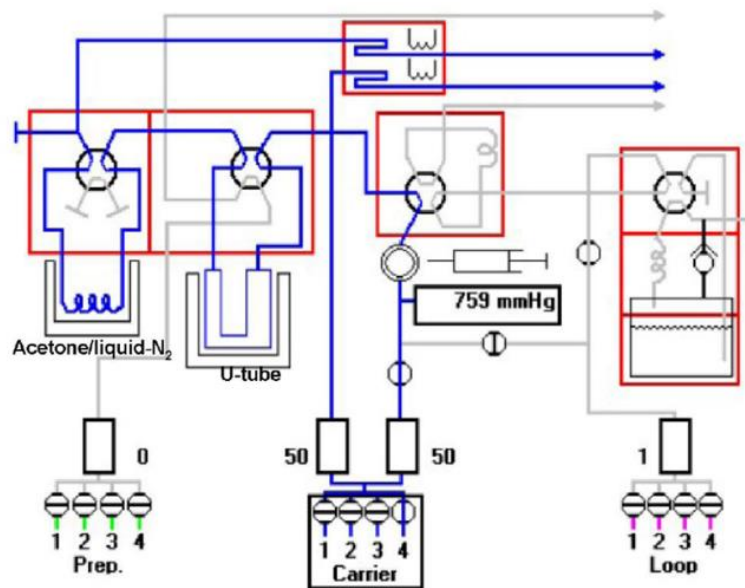 759 mmHg
Acetone/liquid-N₂
U-tube
0
50
50
1
1 2 3 4
1 2 3 4
1 2 3 4
Prep.
Carrier
Loop